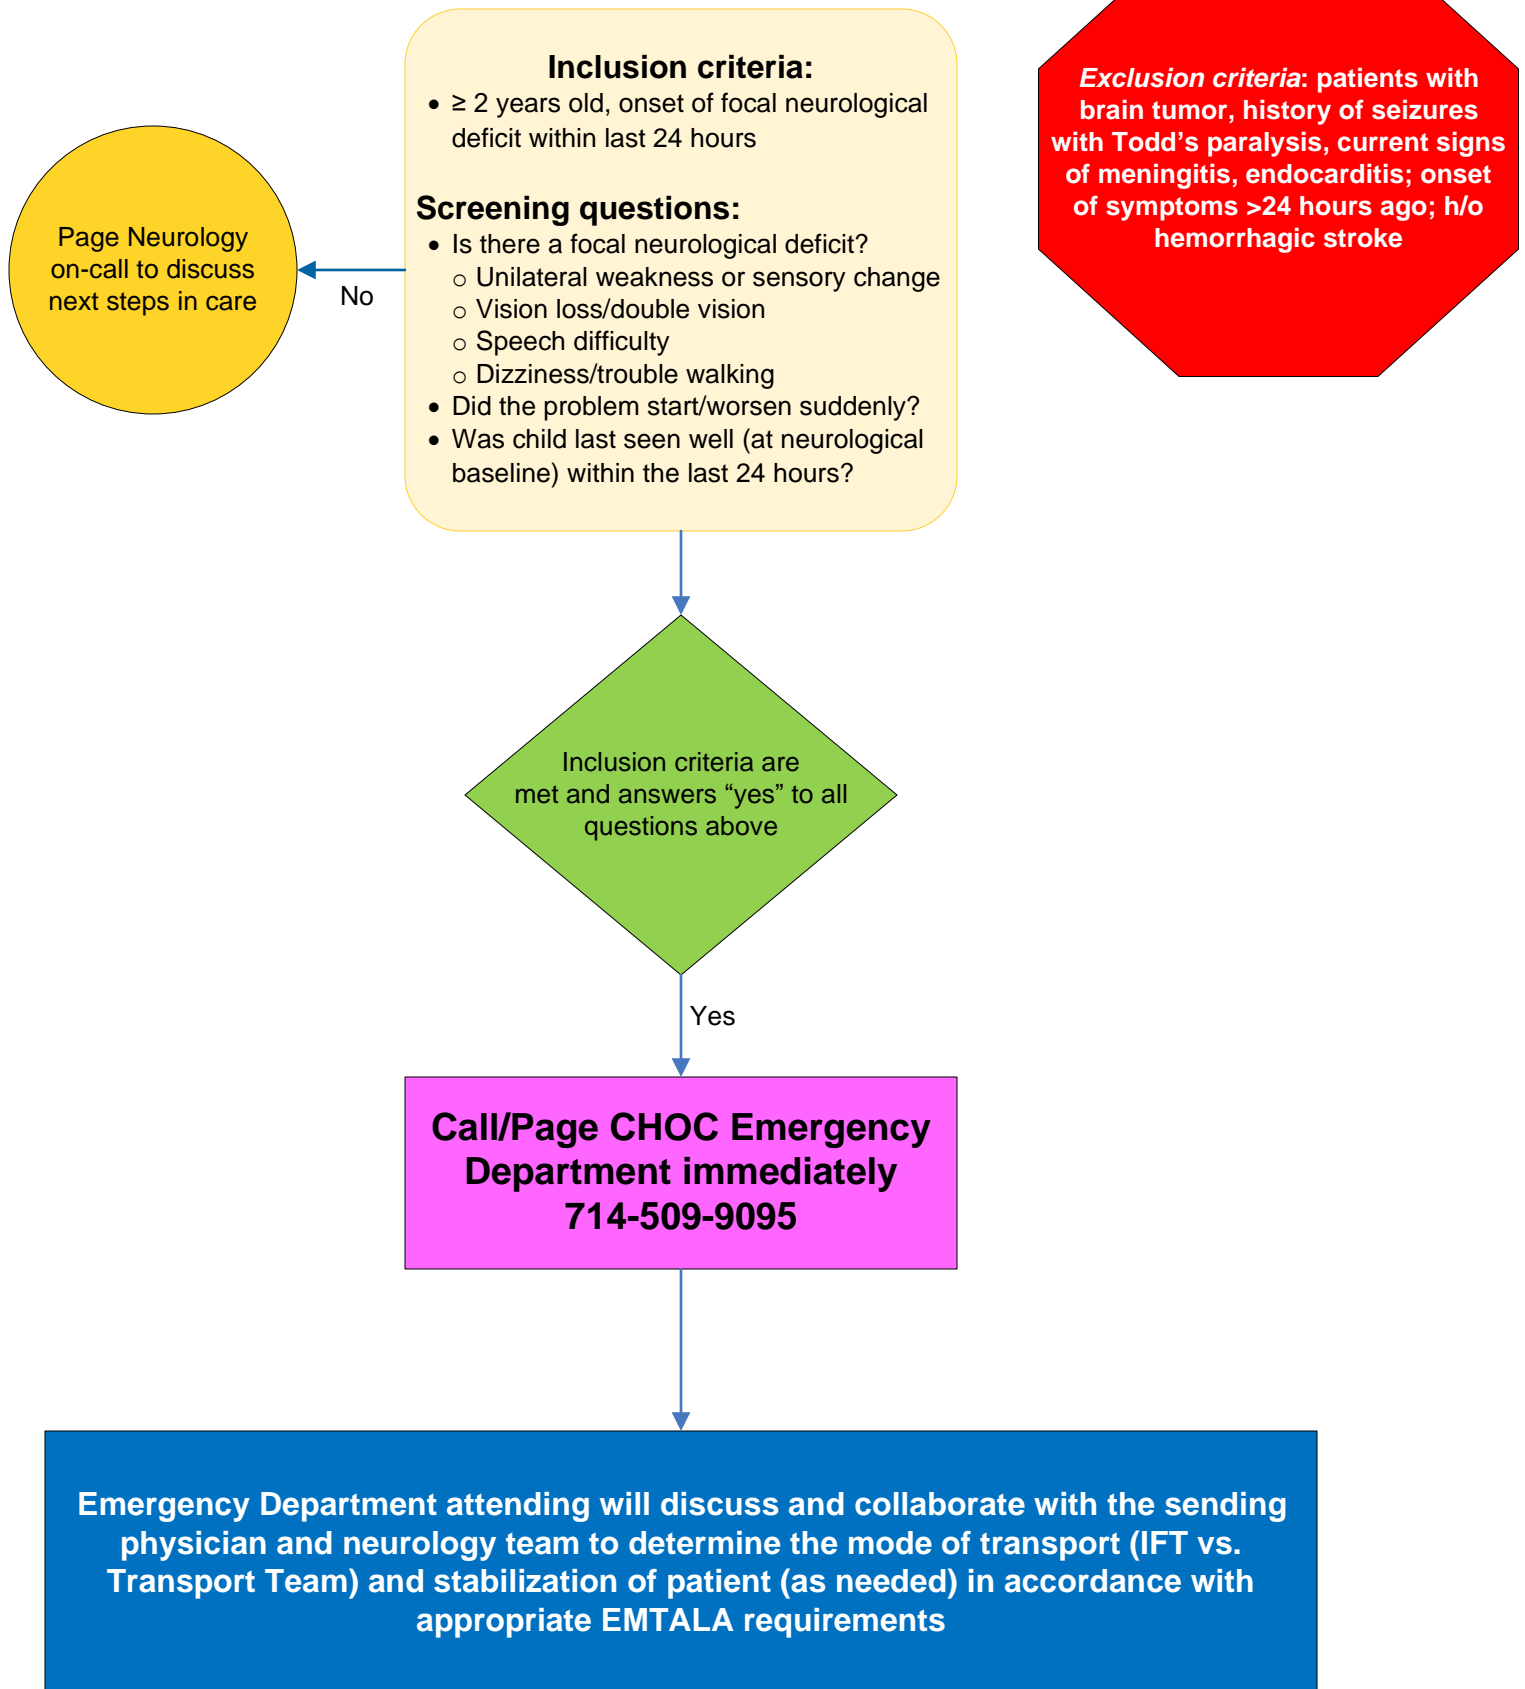 Inclusion criteria:
• ≥ 2 years old, onset of focal neurological
deficit within last 24 hours
Screening questions:
• Is there a focal neurological deficit?
o Unilateral weakness or sensory change
o Vision loss/double vision
o Speech difficulty
o Dizziness/trouble walking
• Did the problem start/worsen suddenly?
• Was child last seen well (at neurological
baseline) within the last 24 hours?
Exclusion criteria: patients with
brain tumor, history of seizures
with Todd’s paralysis, current signs
of meningitis, endocarditis; onset
of symptoms >24 hours ago; h/o
hemorrhagic stroke
No
Page Neurology
on-call to discuss
next steps in care
Inclusion criteria are
met and answers “yes” to all
questions above
Yes
Call/Page CHOC Emergency
Department immediately
714-509-9095
Emergency Department attending will discuss and collaborate with the sending
physician and neurology team to determine the mode of transport (IFT vs.
Transport Team) and stabilization of patient (as needed) in accordance with
appropriate EMTALA requirements